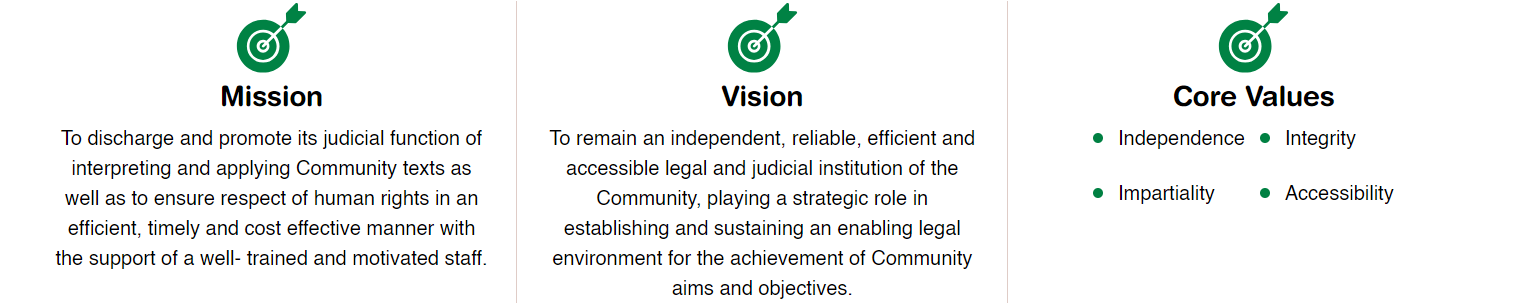 Mission
To discharge and promote its judicial function of
interpreting and applying Community texts as
well as to ensure respect of human rights in an
efficient, timely and cost effective manner with
the support of a well- trained and motivated staff.
Vision
To remain an independent, reliable, efficient and
accessible legal and judicial institution of the
Community, playing a strategic role in
establishing and sustaining an enabling legal
environment for the achievement of Community
aims and objectives.
Core Values
Independence
Integrity
Impartiality
Accessibility